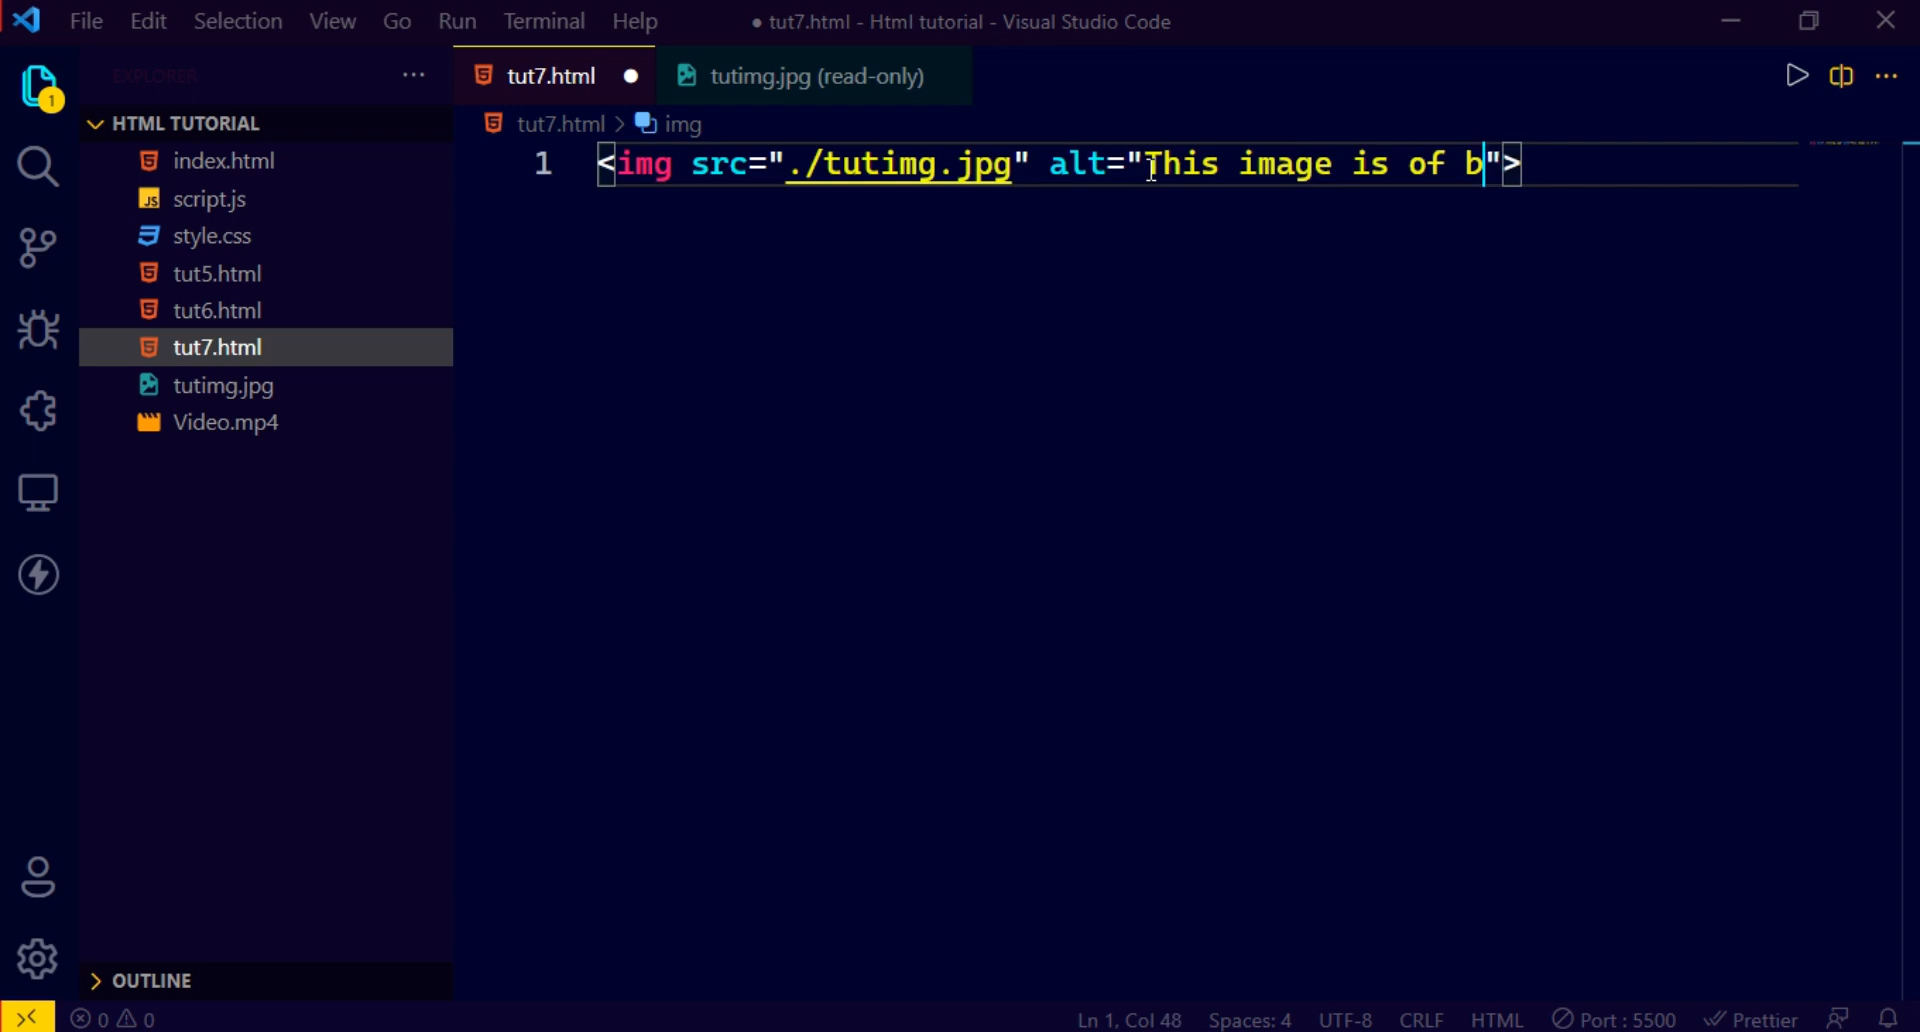 File Edit Selection View Go Run Terminal Help
● tut7.html - Html tutorial - Visual Studio Code
EXPLORER
tut7.html
tutimg.jpg (read-only)
1
HTML TUTORIAL
tut7.html > img
1 <img src="./tutimg.jpg" alt="This image is of b">
index.html
JS script.js
style.css
tut5.html
tut6.html
tut7.html
tutimg.jpg
Video.mp4
OUTLINE
0 0
Ln 1, Col 48 Spaces: 4 UTF-8 CRLF HTML Port : 5500 Prettier